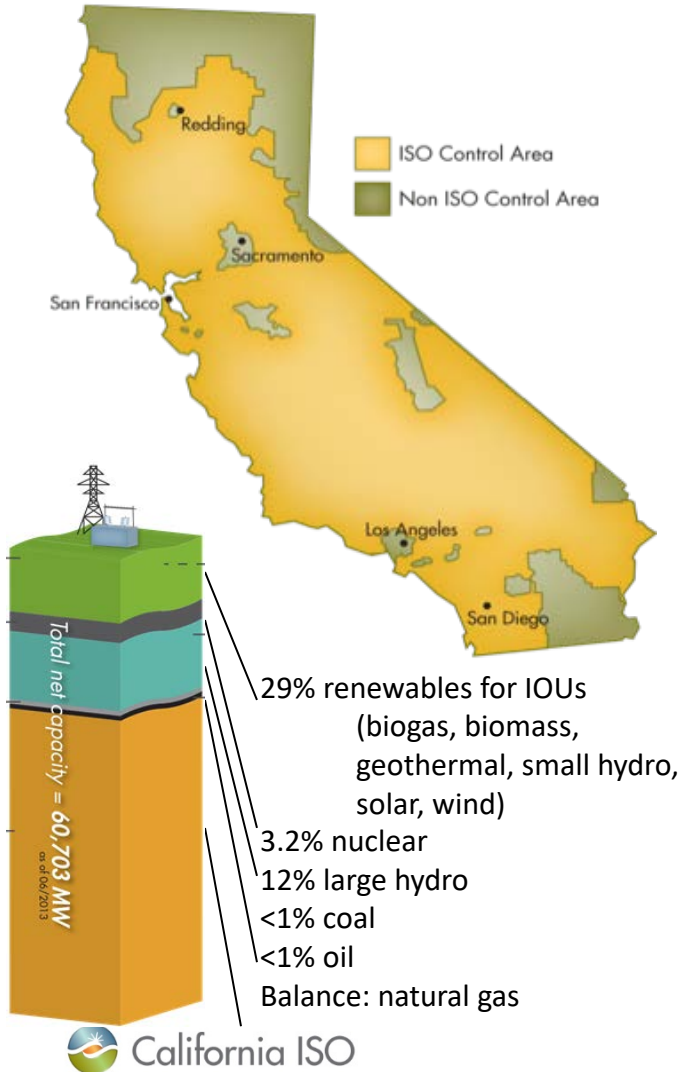 Redding
ISO Control Area
Non ISO Control Area
Sacramento
San Francisco
Los Angeles
San Diego
Total net capacity = 60,703 MW
as of 06/2013
29% renewables for IOUs
(biogas, biomass,
geothermal, small hydro,
solar, wind)
3.2% nuclear
12% large hydro
<1% coal
<1% oil
Balance: natural gas
California ISO